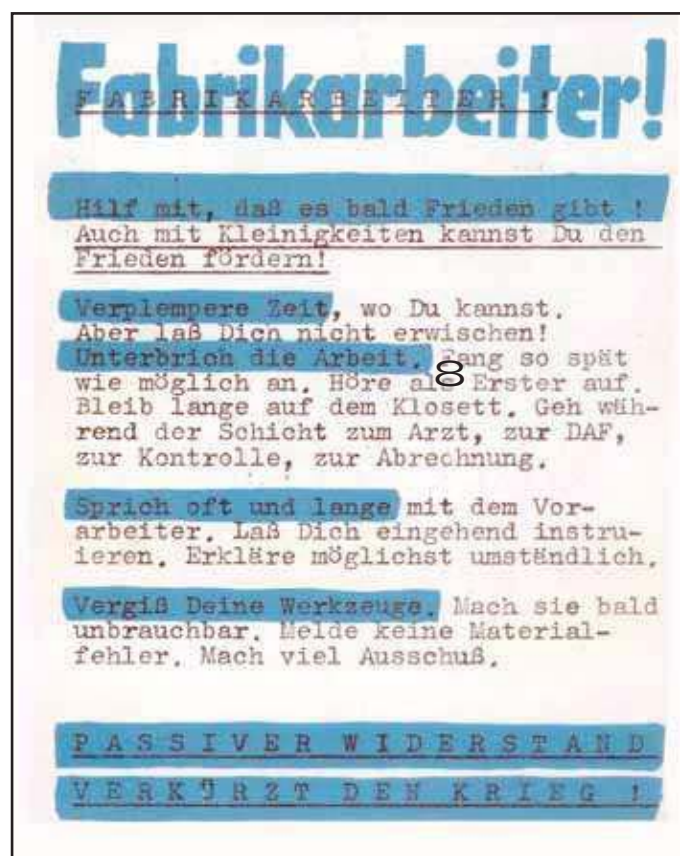 Fabrikarbeiter!
FABRIKARBEITER !
Hilf mit, daß es bald Frieden gibt !
Auch mit Kleinigkeiten kannst Du den
Frieden fördern!
Verplempere Zeit, wo Du kannst.
Aber laß Dich nicht erwischen!
Unterbrich die Arbeit. Fang so spät
8
wie möglich an. Höre als Erster auf.
Bleib lange auf dem Klosett. Geh wäh-
rend der Schicht zum Arzt, zur DAF,
zur Kontrolle, zur Abrechnung.
Sprich oft und lange mit dem Vor-
arbeiter. Laß Dich eingehend instru-
ieren. Erkläre möglichst umständlich.
Vergiß Deine Werkzeuge. Mach sie bald
unbrauchbar. Melde keine Material-
fehler. Mach viel Ausschuß.
PASSIVER WIDERSTAND
VERKÜRZT DEN KRIEG !